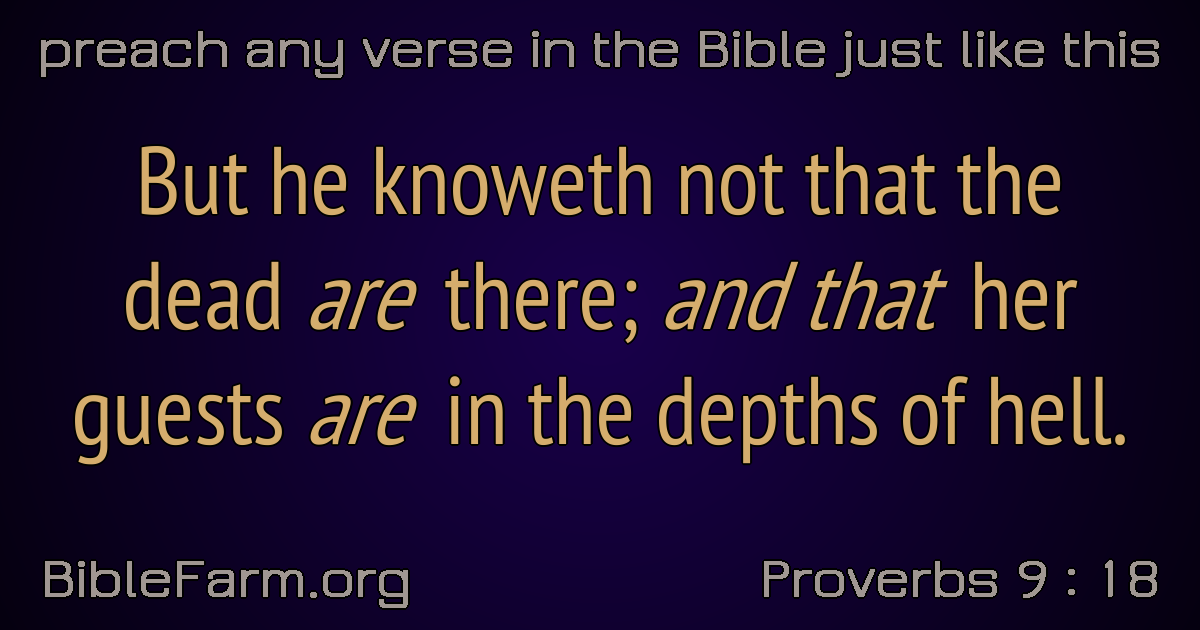 preach any verse in the Bible just like this
But he knoweth not that the
dead are there; and that her
guests are in the depths of hell.
BibleFarm.org
Proverbs 9 : 18